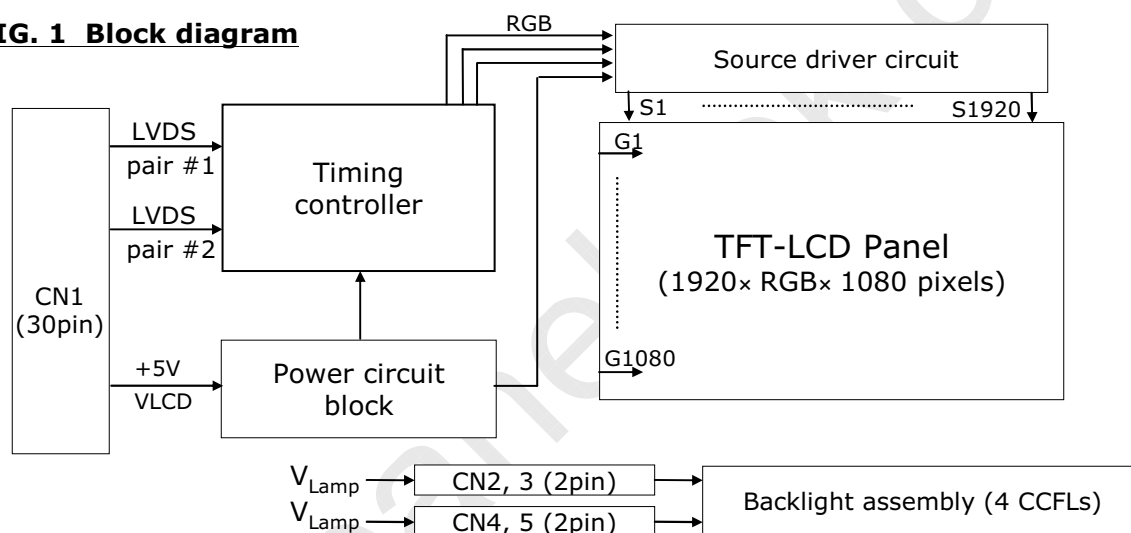 IG. 1 Block diagram
RGB
Source driver circuit
S1
S1920
CN1
(30pin)
LVDS
pair #1
LVDS
pair #2
+5V
VLCD
Timing
controller
Power circuit
block
G1
G1080
TFT-LCD Panel
(1920× RGB× 1080 pixels)
VLamp
CN2, 3 (2pin)
VLamp
CN4, 5 (2pin)
Backlight assembly (4 CCFLs)